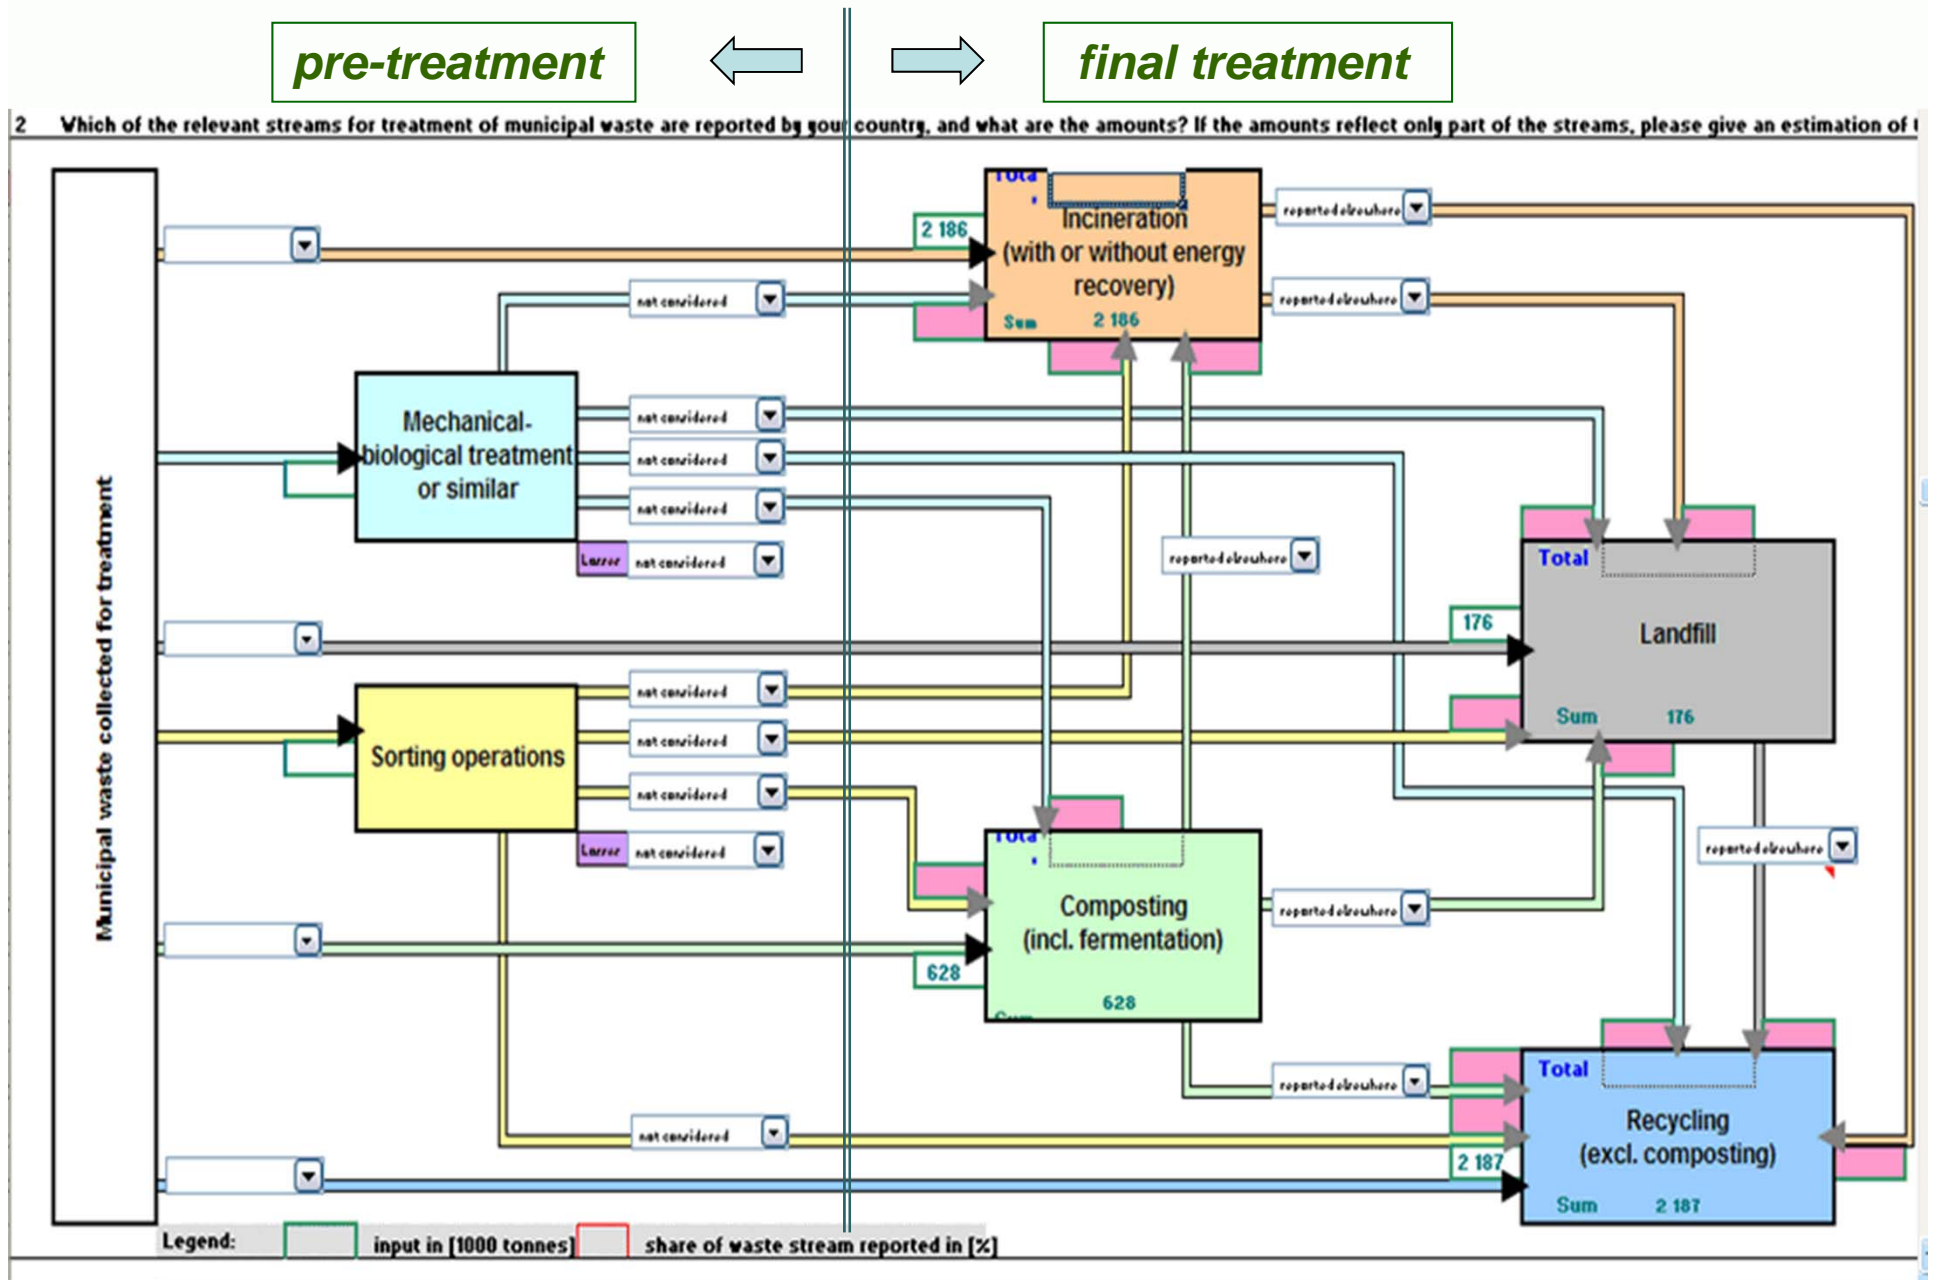 pre-treatment
final treatment
2 Which of the relevant streams for treatment of municipal waste are reported by your country, and what are the amounts? If the amounts reflect only part of the streams, please give an estimation of
Municipal waste collected for treatment
Tota
2 186
Incineration
(with or without energy
recovery)
Sum 2 186
reported elsewhere
reported elsewhere
not considered
Mechanical-
biological treatment
or similar
not considered
not considered
not considered
Losses not considered
reported elsewhere
Total
176
Landfill
Sum 176
Sorting operations
not considered
not considered
not considered
Losses not considered
reported elsewhere
Tota
Composting
(incl. fermentation)
628
628
Sum
reported elsewhere
reported elsewhere
Total
Recycling
(excl. composting)
2 187
Sum 2 187
not considered
Legend: input in [1000 tonnes] share of waste stream reported in [%]